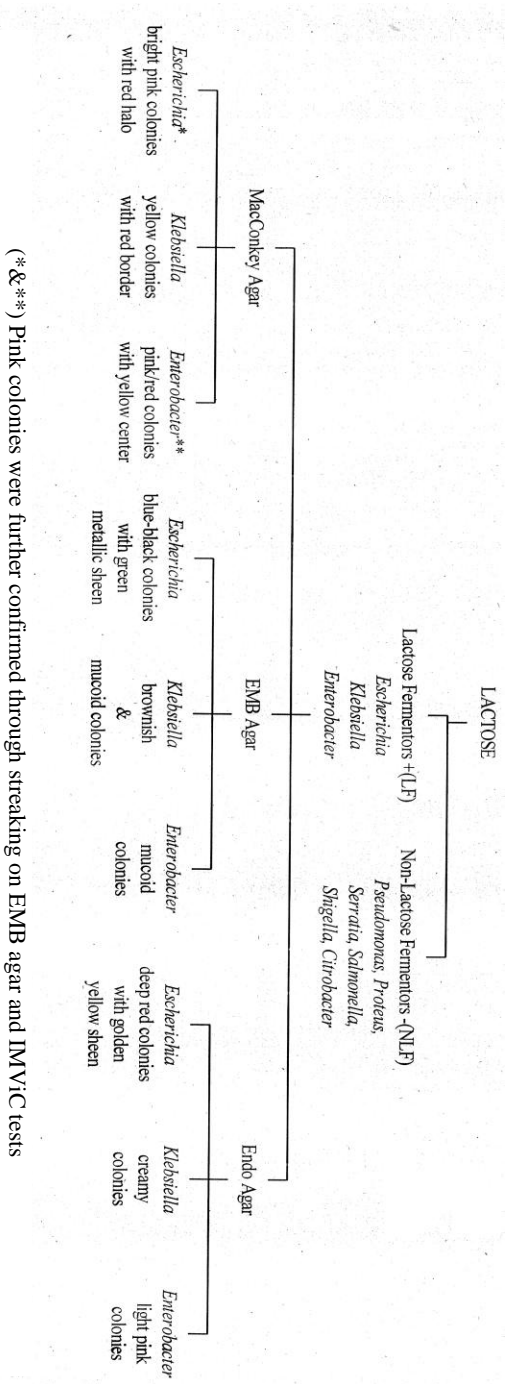 LACTOSE
Lactose Fermentors +(LF)
Escherichia
Klebsiella
Enterobacter
Non-Lactose Fermentors -(NLF)
Pseudomonas, Proteus,
Serratia, Salmonella,
Shigella, Citrobacter
MacConkey Agar
Escherichia*
bright pink colonies
with red halo
Klebsiella
yellow colonies
with red border
Enterobacter**
pink/red colonies
with yellow center
EMB Agar
Escherichia
blue-black colonies
with green
metallic sheen
Klebsiella
brownish
&
mucoid colonies
Enterobacter
mucoid
colonies
Endo Agar
Escherichia
deep red colonies
with golden
yellow sheen
Klebsiella
creamy
colonies
Enterobacter
light pink
colonies
(*&**) Pink colonies were further confirmed through streaking on EMB agar and IMViC tests